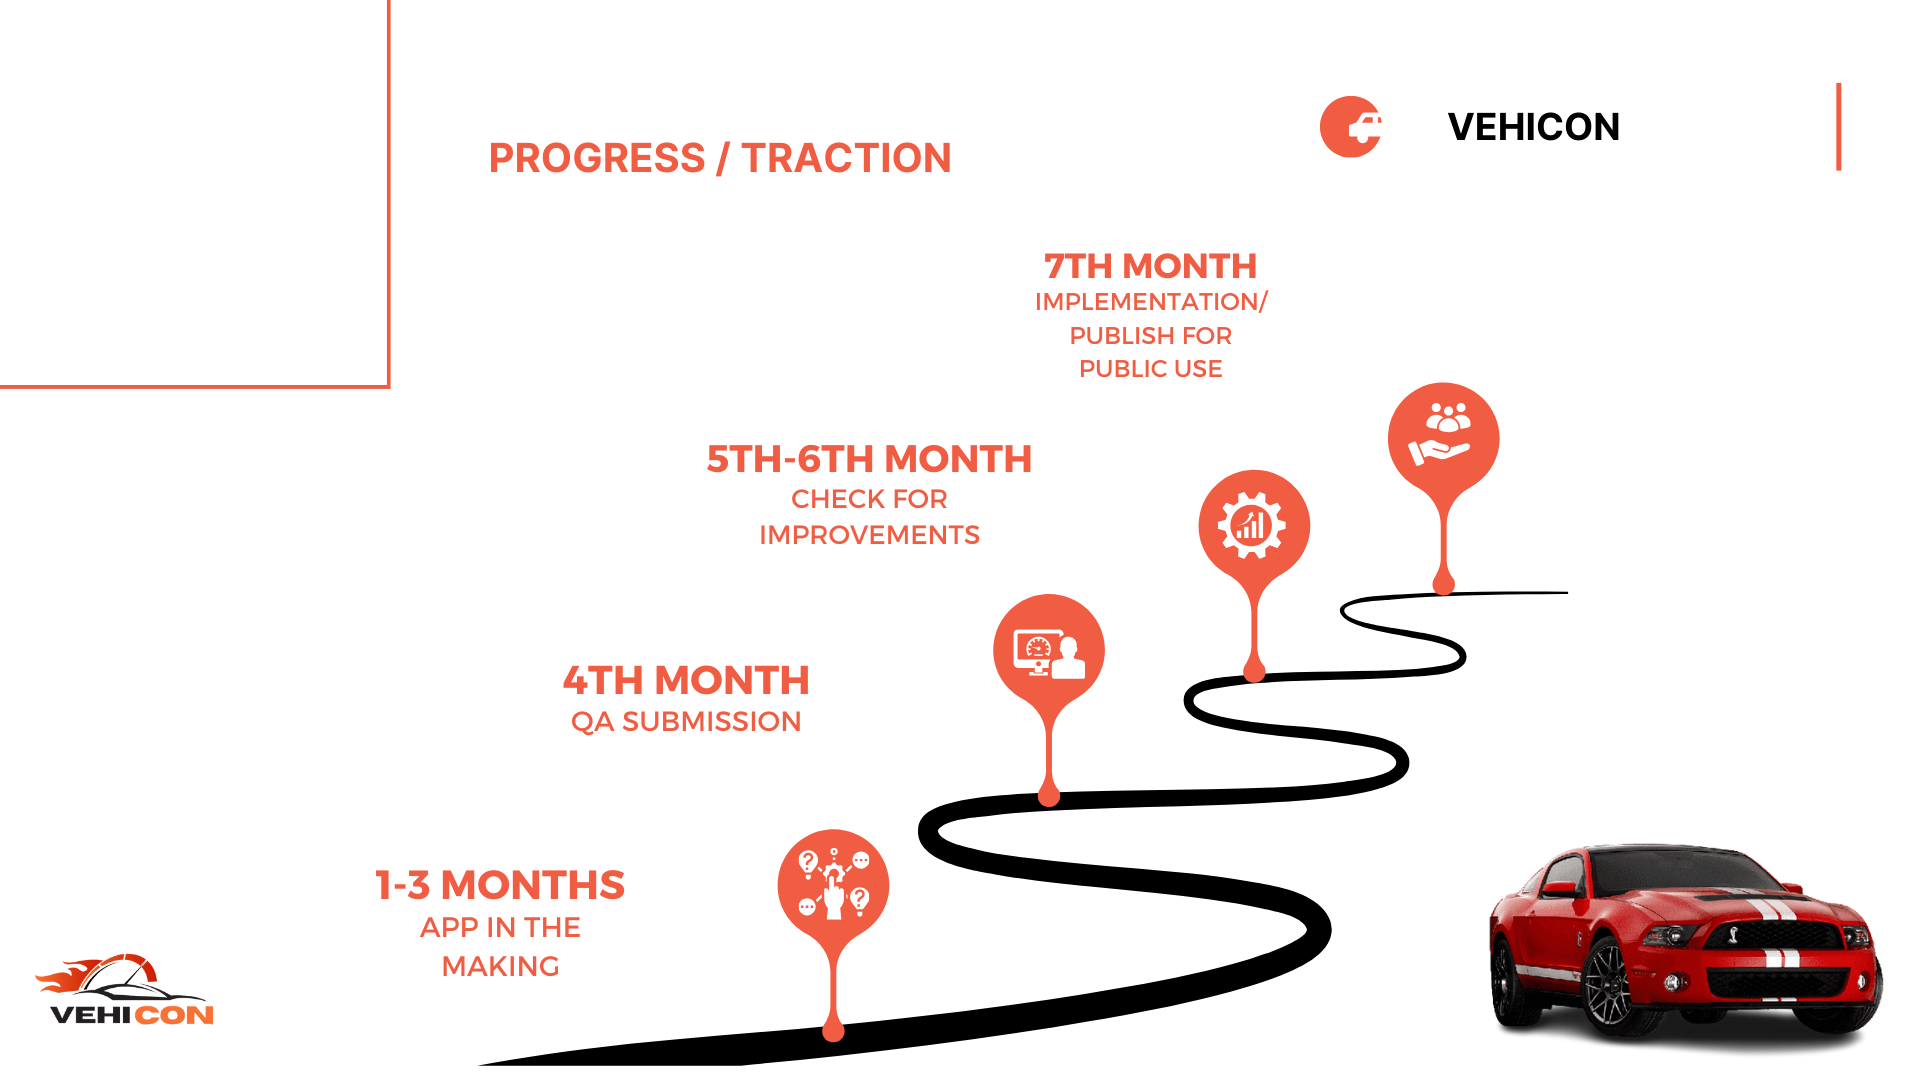 PROGRESS / TRACTION
VEHICON
7TH MONTH
IMPLEMENTATION/
PUBLISH FOR
PUBLIC USE
5TH-6TH MONTH
CHECK FOR
IMPROVEMENTS
4TH MONTH
QA SUBMISSION
1-3 MONTHS
APP IN THE
MAKING
VEHICON